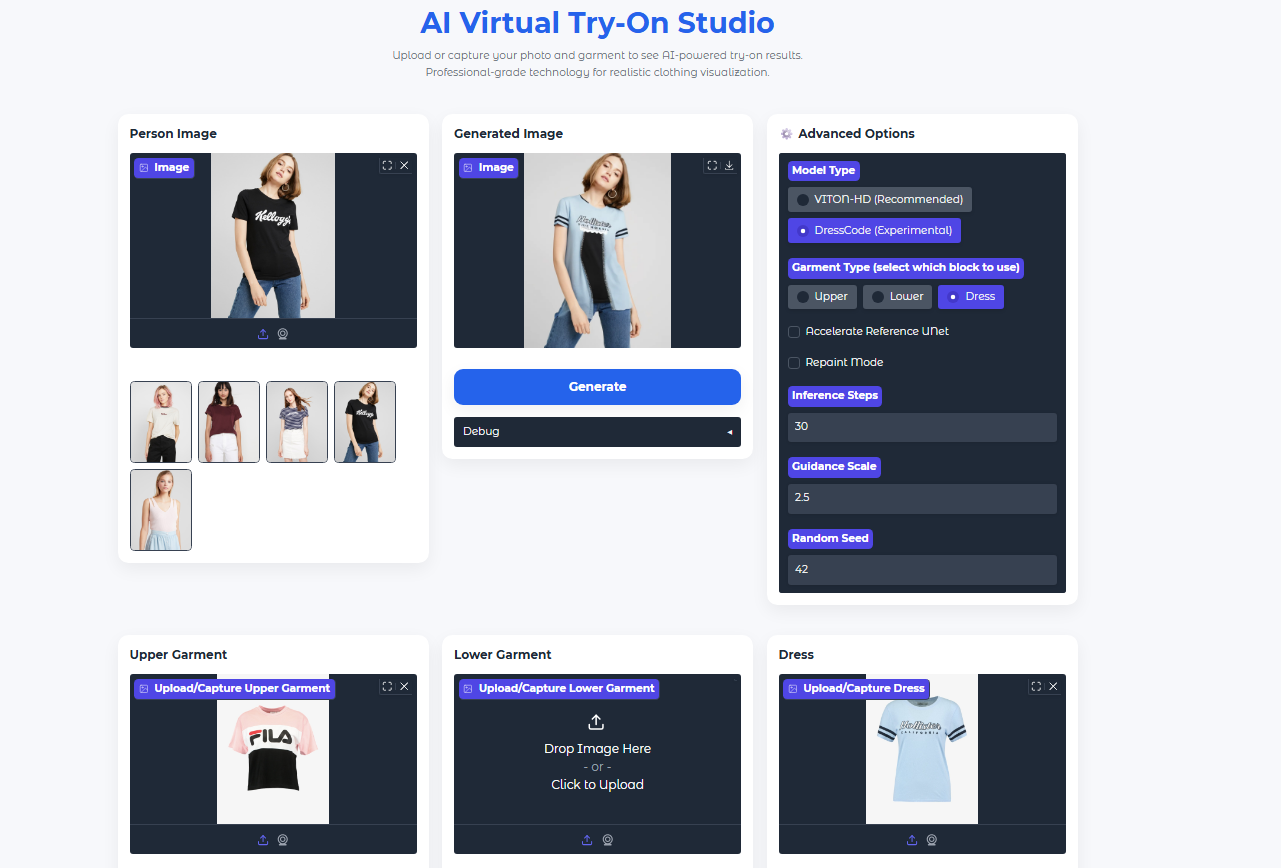 AI Virtual Try-On Studio
Upload or capture your photo and garment to see AI-powered try-on results.
Professional-grade technology for realistic clothing visualization.
Person Image
Image
Kellogg's
Generated Image
Image
Hollister
Generate
Debug
Advanced Options
Model Type
VITON-HD (Recommended)
DressCode (Experimental)
Garment Type (select which block to use)
Upper
Lower
Dress
Accelerate Reference UNet
Repaint Mode
Inference Steps
30
Guidance Scale
2.5
Random Seed
42
Upper Garment
Upload/Capture Upper Garment
FILA
Lower Garment
Upload/Capture Lower Garment
Drop Image Here
- or -
Click to Upload
Dress
Upload/Capture Dress
Hollister
CALIFORNIA